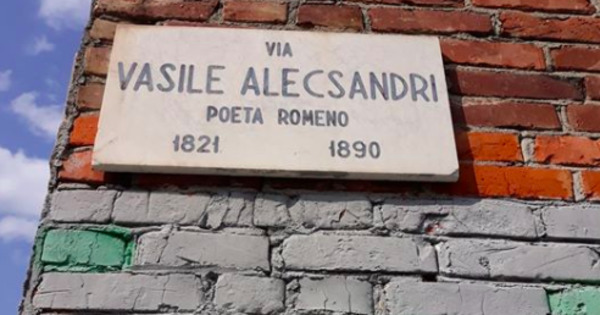 VIA
VASILE ALECSANDRI
POETA ROMENO
1821 1890